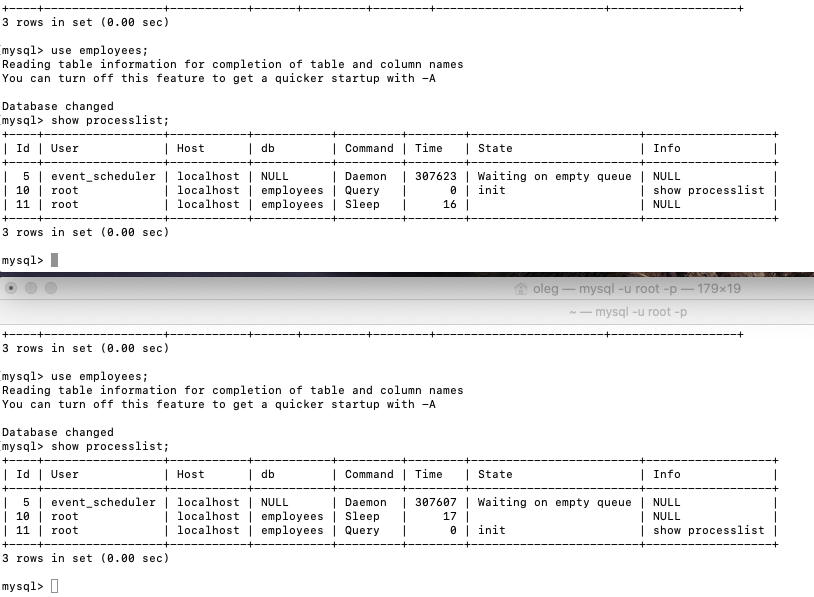 3 rows in set (0.00 sec)
mysql> use employees;
Reading table information for completion of table and column names
You can turn off this feature to get a quicker startup with -A
Database changed
mysql> show processlist;
| Id | User | Host | db | Command | Time | State | Info |
| 5 | event_scheduler | localhost | NULL | Daemon | 307623 | Waiting on empty queue | NULL |
| 10 | root | localhost | employees | Query | 0 | init | show processlist |
| 11 | root | localhost | employees | Sleep | 16 | | NULL |
3 rows in set (0.00 sec)
mysql>
oleg — mysql -u root -p — 179×19
~ — mysql -u root -p
3 rows in set (0.00 sec)
mysql> use employees;
Reading table information for completion of table and column names
You can turn off this feature to get a quicker startup with -A
Database changed
mysql> show processlist;
| Id | User | Host | db | Command | Time | State | Info |
| 5 | event_scheduler | localhost | NULL | Daemon | 307607 | Waiting on empty queue | NULL |
| 10 | root | localhost | employees | Sleep | 17 | | NULL |
| 11 | root | localhost | employees | Query | 0 | init | show processlist |
3 rows in set (0.00 sec)
mysql>